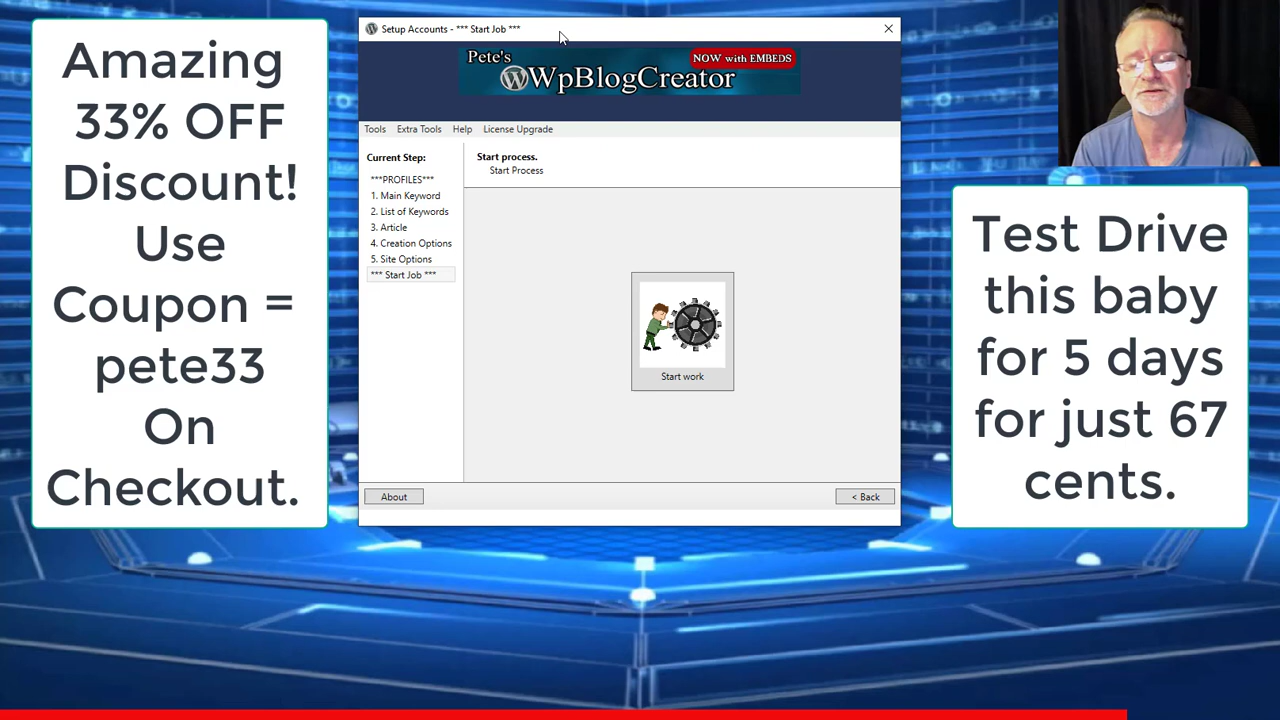 Amazing
33% OFF
Discount!
Use
Coupon =
pete33
On
Checkout.
Setup Accounts - *** Start Job ***
Pete's
WpBlogCreator
NOW with EMBEDS
Tools
Extra Tools
Help
License Upgrade
Current Step:
***PROFILES***
1. Main Keyword
2. List of Keywords
3. Article
4. Creation Options
5. Site Options
*** Start Job ***
Start process.
Start Process
Start work
About
< Back
Test Drive
this baby
for 5 days
for just 67
cents.